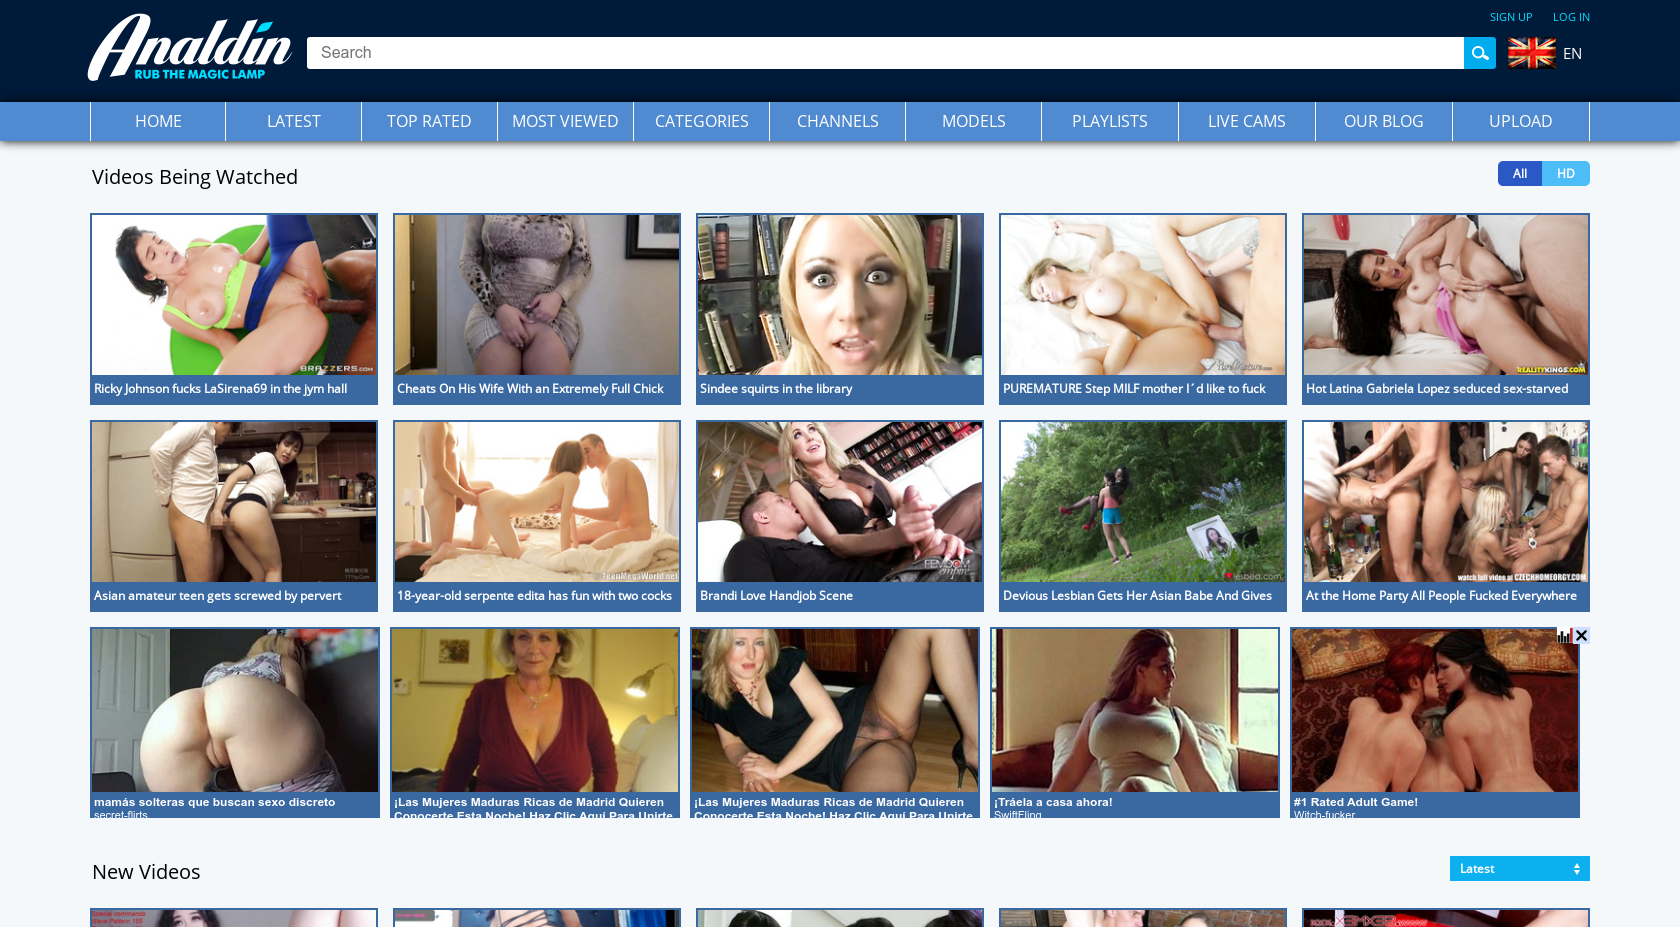 SIGN UP LOG IN
Analdin
RUB THE MAGIC LAMP
Search
EN
HOME LATEST TOP RATED MOST VIEWED CATEGORIES CHANNELS MODELS PLAYLISTS LIVE CAMS OUR BLOG UPLOAD
Videos Being Watched
All HD
BRAZZERS.COM
PureMature.com
REALITYKINGS.COM
Ricky Johnson fucks LaSirena69 in the jym hall
Cheats On His Wife With an Extremely Full Chick
Sindee squirts in the library
PUREMATURE Step MILF mother I´d like to fuck
Hot Latina Gabriela Lopez seduced sex-starved
TeenMegaWorld.net
FEMDOM
empire
lesbea.com
watch full video at CZECHHOMEORGY.COM
Asian amateur teen gets screwed by pervert
18-year-old serpente edita has fun with two cocks
Brandi Love Handjob Scene
Devious Lesbian Gets Her Asian Babe And Gives
At the Home Party All People Fucked Everywhere
mamás solteras que buscan sexo discreto
secret-flirts
¡Las Mujeres Maduras Ricas de Madrid Quieren
Conocerte Esta Noche! Haz Clic Aquí Para Unirte
¡Las Mujeres Maduras Ricas de Madrid Quieren
Conocerte Esta Noche! Haz Clic Aquí Para Unirte
¡Tráela a casa ahora!
SwiftFling
#1 Rated Adult Game!
Witch-fucker
New Videos
Latest
Special commands
Wave Pattern 166